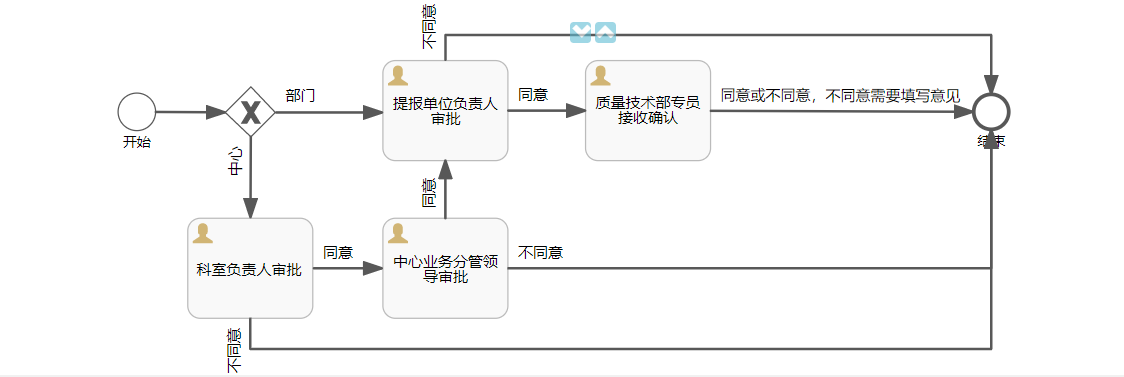 不同意
部门
提报单位负责人
审批
同意
质量技术部专员
接收确认
同意或不同意，不同意需要填写意见
开始
结束
中心
同意
科室负责人审批
同意
中心业务分管领
导审批
不同意
不同意